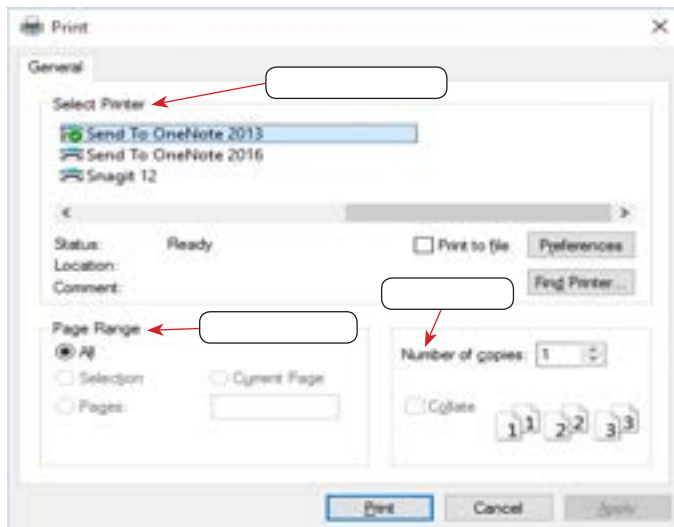 Print
General
Select Printer
Send To OneNote 2013
Send To OneNote 2016
Snagit 12
Status: Ready
Print to file
Preferences
Location:
Comment:
Find Printer...
Page Range
All
Selection
Current Page
Pages:
Number of copies: 1
Collate
1 1 2 2 3 3
Print
Cancel
Apply